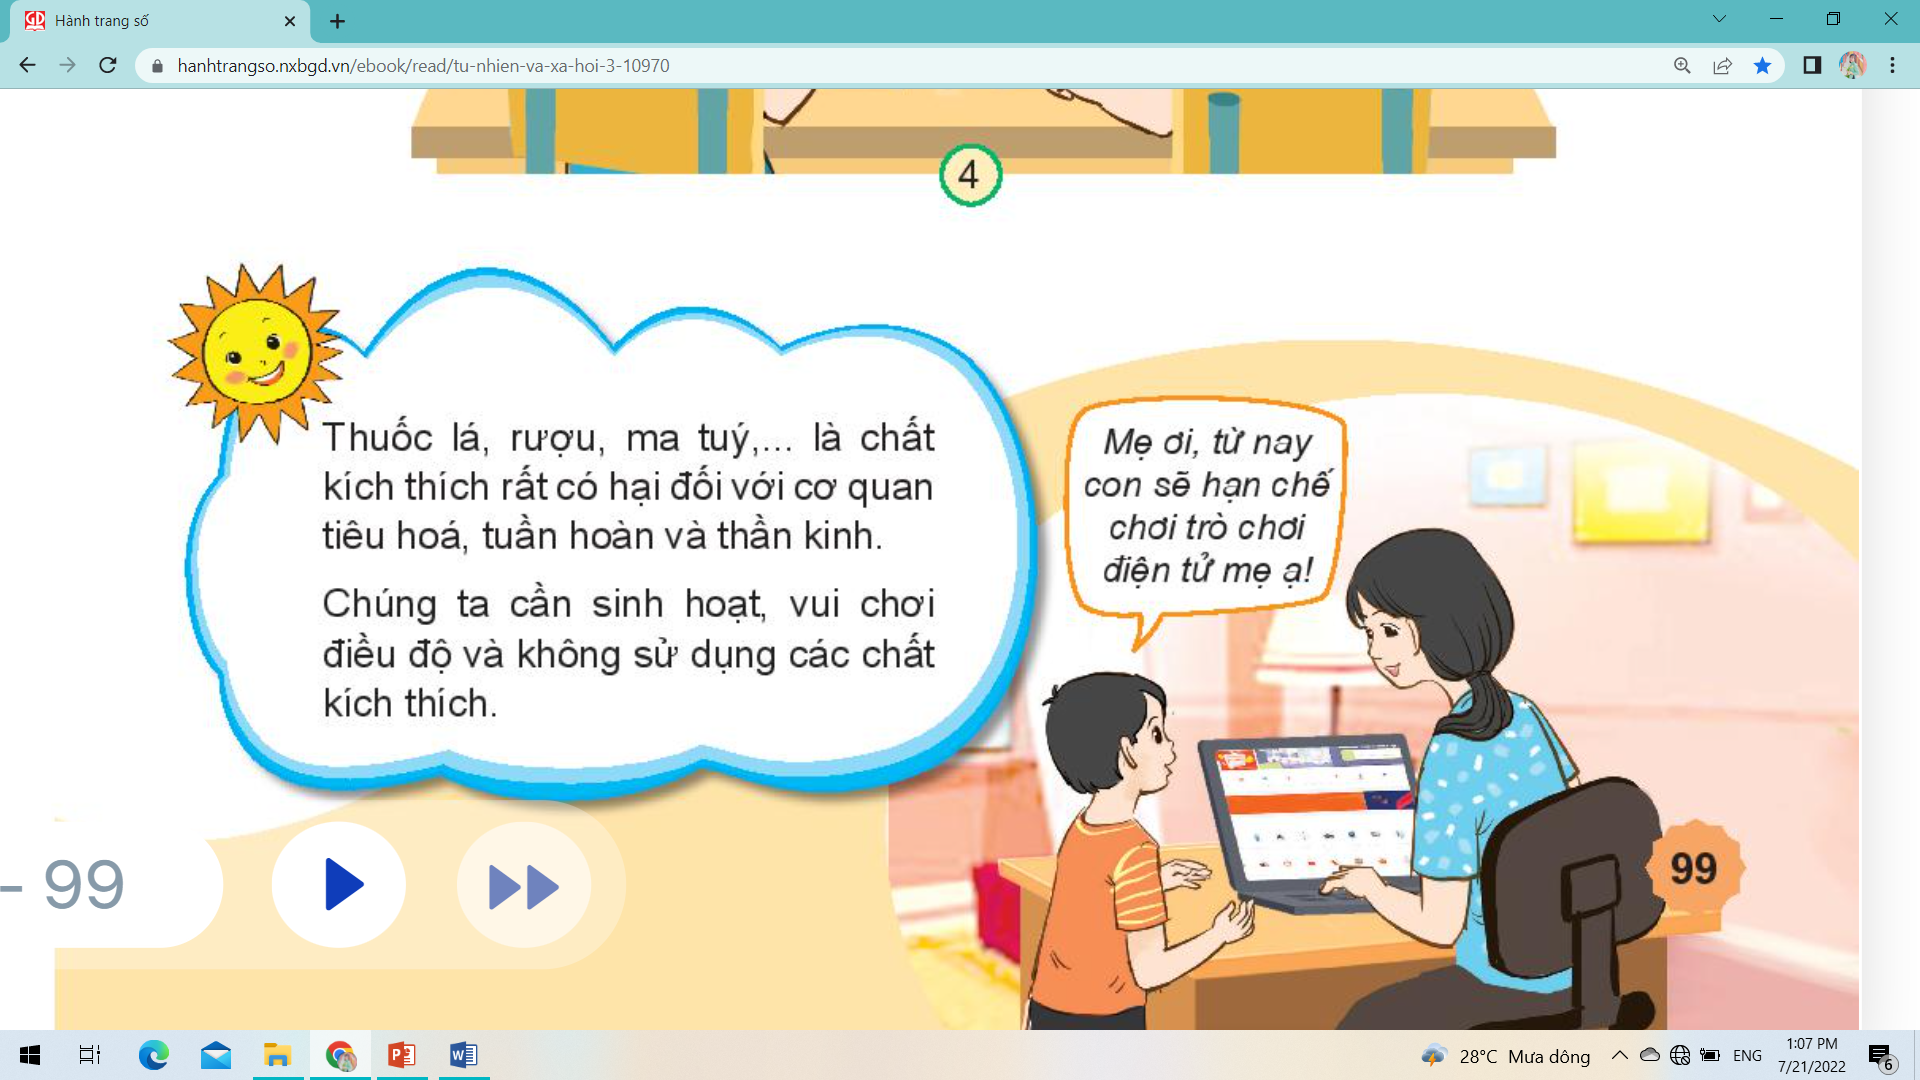 Hành trang số
hanhtrangso.nxbgd.vn/ebook/read/tu-nhien-va-xa-hoi-3-10970
4
Thuốc lá, rượu, ma tuý,... là chất
kích thích rất có hại đối với cơ quan
tiêu hoá, tuần hoàn và thần kinh.
Chúng ta cần sinh hoạt, vui chơi
điều độ và không sử dụng các chất
kích thích.
Mẹ ơi, từ nay
con sẽ hạn chế
chơi trò chơi
điện tử mẹ ạ!
- 99
99
28°C Mưa dông
ENG
1:07 PM
7/21/2022
6